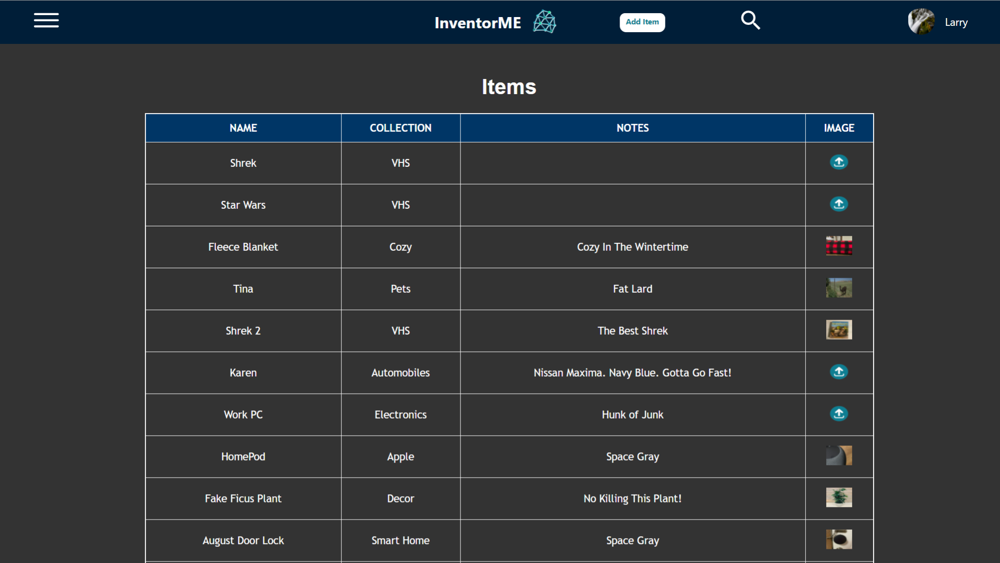 InventorME
Add Item
Larry
Items
NAME COLLECTION NOTES IMAGE
Shrek VHS
Star Wars VHS
Fleece Blanket Cozy Cozy In The Wintertime
Tina Pets Fat Lard
Shrek 2 VHS The Best Shrek
Karen Automobiles Nissan Maxima. Navy Blue. Gotta Go Fast!
Work PC Electronics Hunk of Junk
HomePod Apple Space Gray
Fake Ficus Plant Decor No Killing This Plant!
August Door Lock Smart Home Space Gray